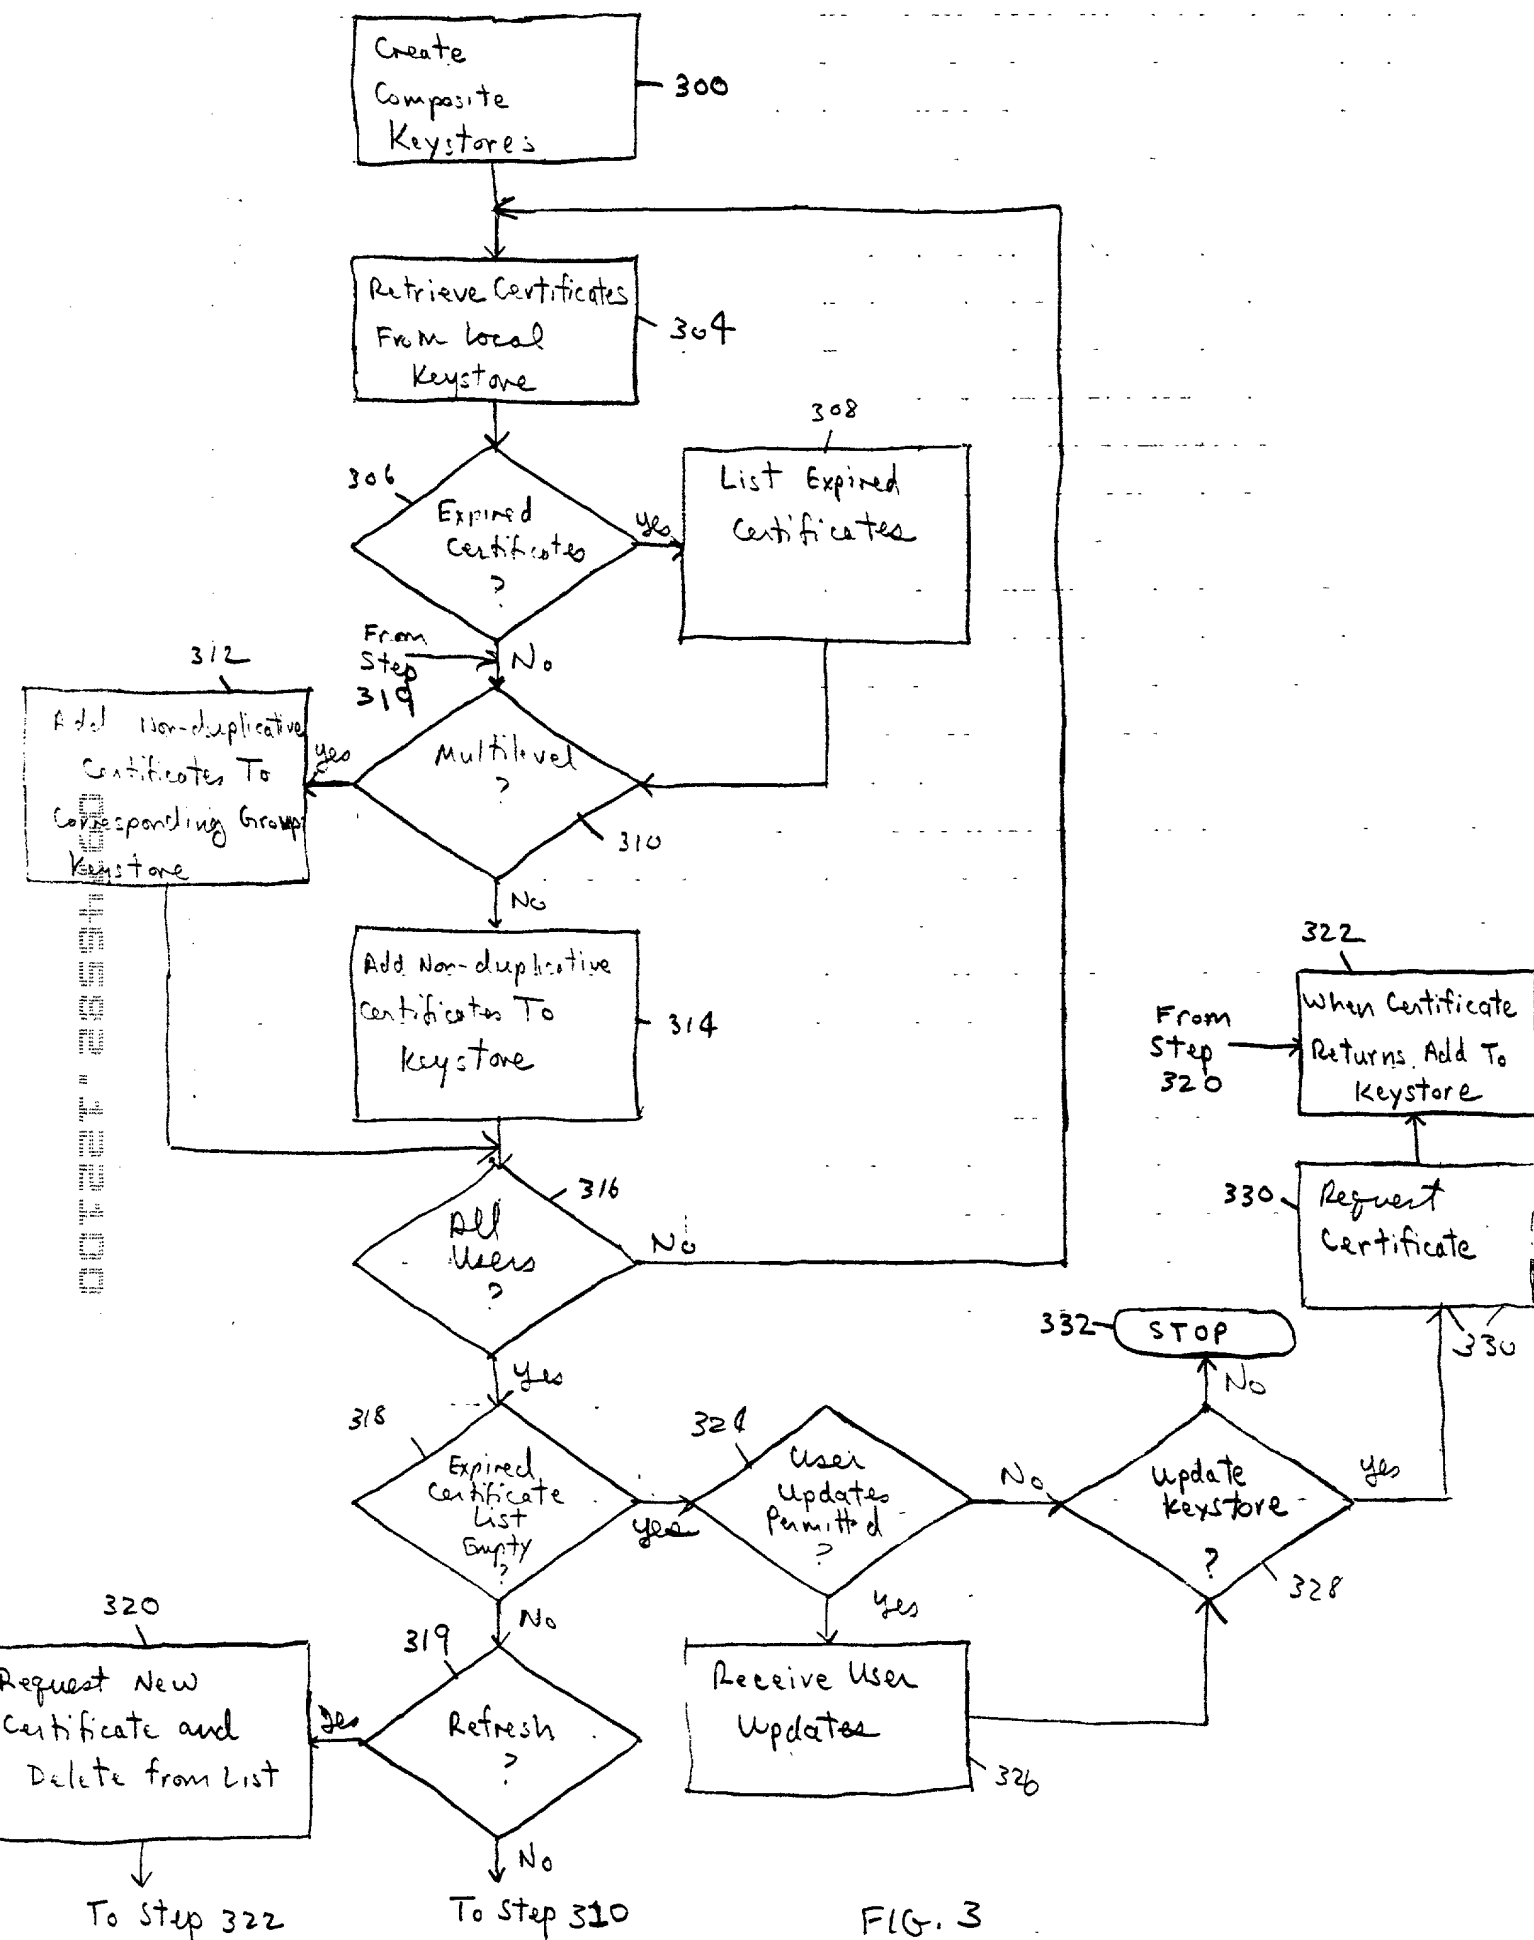 Create
Composite
Keystores
300
Retrieve Certificates
From Local
Keystore
304
306
Expired
Certificates
?
Yes
308
List Expired
Certificates
From
Step
319
No
312
Add Non-duplicative
Certificates To
Corresponding Group
Keystore
Yes
Multilevel
?
310
No
Add Non-duplicative
Certificates To
Keystore
314
322
When Certificate
Returns, Add To
Keystore
From
Step
320
316
All
Users
?
No
330
Request
Certificate
330
332
STOP
No
Yes
318
Expired
Certificate
List
Empty
?
Yes
324
User
Updates
Permitted
?
No
Update
Keystore
?
Yes
328
Yes
No
320
Request New
Certificate and
Delete from List
Yes
319
Refresh
?
Receive User
Updates
326
No
To Step 322
To Step 310
FIG. 3